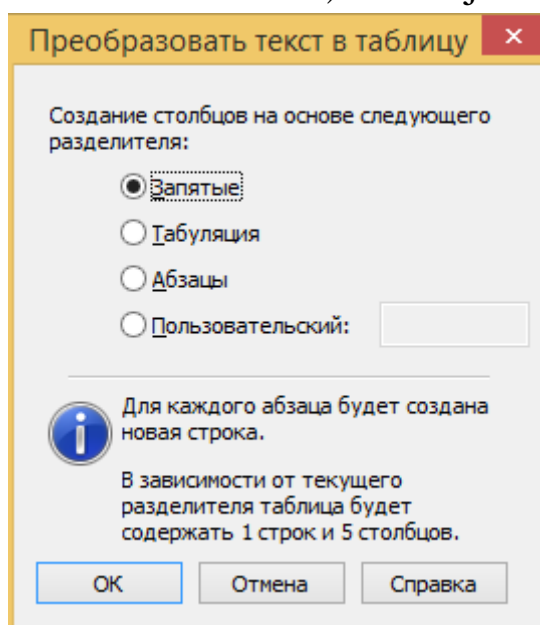 Преобразовать текст в таблицу
Создание столбцов на основе следующего
разделителя:
Запятые
Табуляция
Абзацы
Пользовательский:
Для каждого абзаца будет создана
новая строка.
В зависимости от текущего
разделителя таблица будет
содержать 1 строк и 5 столбцов.
ОК Отмена Справка